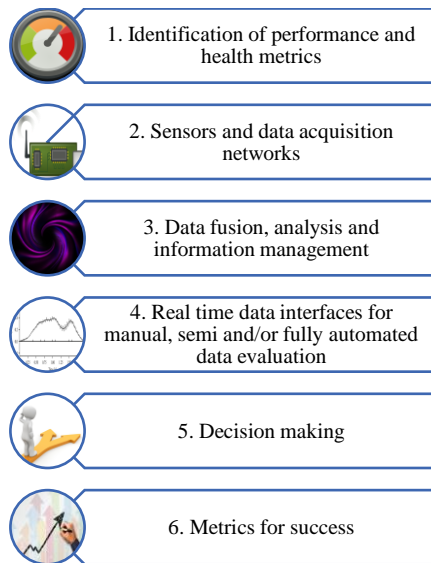 1. Identification of performance and
health metrics
2. Sensors and data acquisition
networks
3. Data fusion, analysis and
information management
4. Real time data interfaces for
manual, semi and/or fully automated
data evaluation
5. Decision making
6. Metrics for success